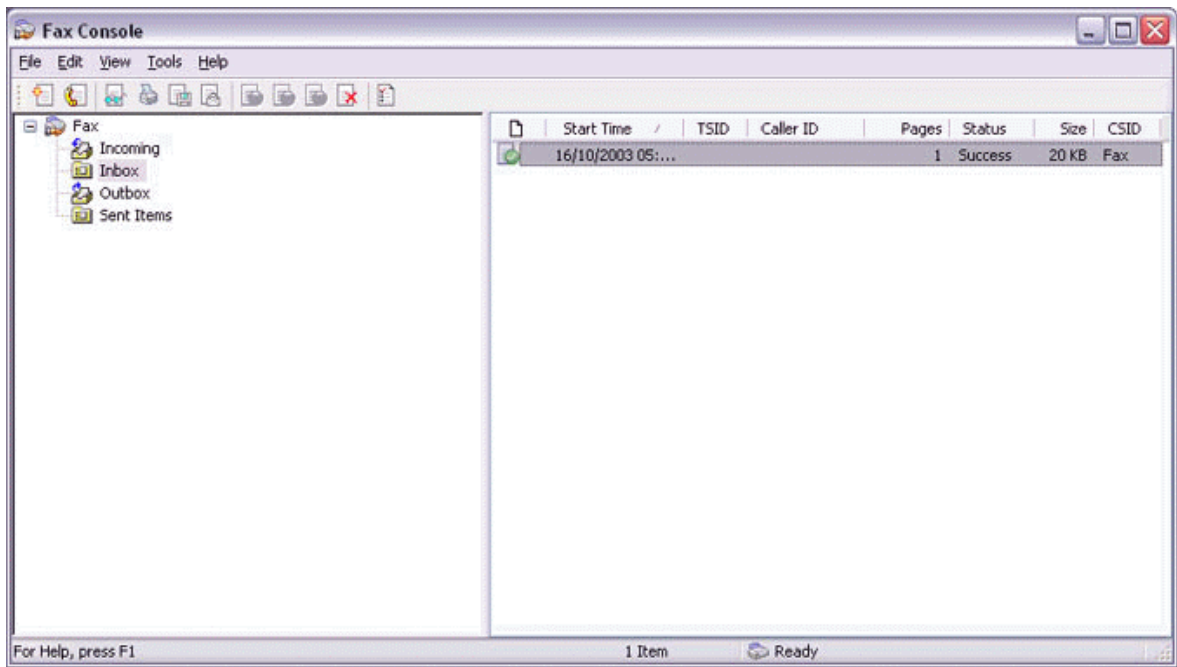 Fax Console
File Edit View Tools Help
Fax
Incoming
Inbox
Outbox
Sent Items
Start Time / TSID Caller ID Pages Status Size CSID
16/10/2003 05:... 1 Success 20 KB Fax
For Help, press F1 1 Item Ready